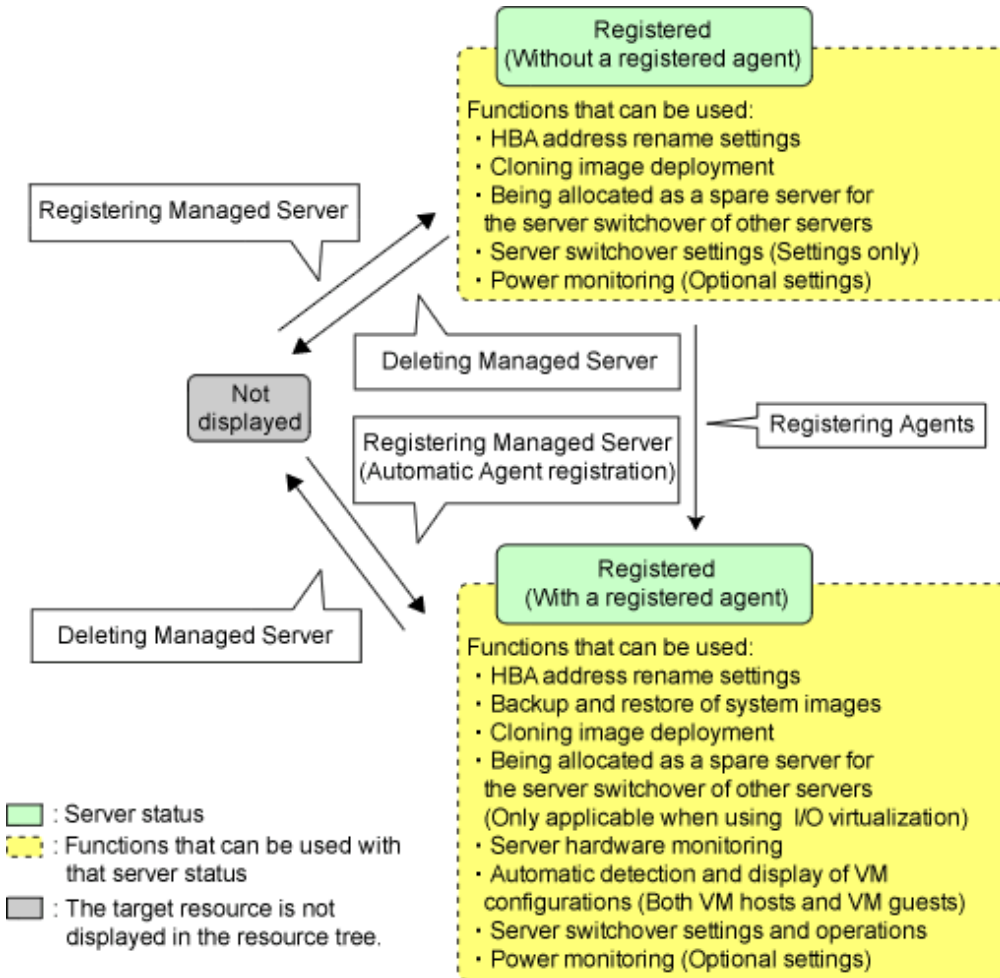 Registered
(Without a registered agent)
Functions that can be used:
・HBA address rename settings
・Cloning image deployment
・Being allocated as a spare server for
the server switchover of other servers
・Server switchover settings (Settings only)
・Power monitoring (Optional settings)
Registering Managed Server
Deleting Managed Server
Not
displayed
Registering Managed Server
(Automatic Agent registration)
Registering Agents
Deleting Managed Server
Registered
(With a registered agent)
Functions that can be used:
・HBA address rename settings
・Backup and restore of system images
・Cloning image deployment
・Being allocated as a spare server for
the server switchover of other servers
(Only applicable when using I/O virtualization)
・Server hardware monitoring
・Automatic detection and display of VM
configurations (Both VM hosts and VM guests)
・Server switchover settings and operations
・Power monitoring (Optional settings)
: Server status
: Functions that can be used with
that server status
: The target resource is not
displayed in the resource tree.